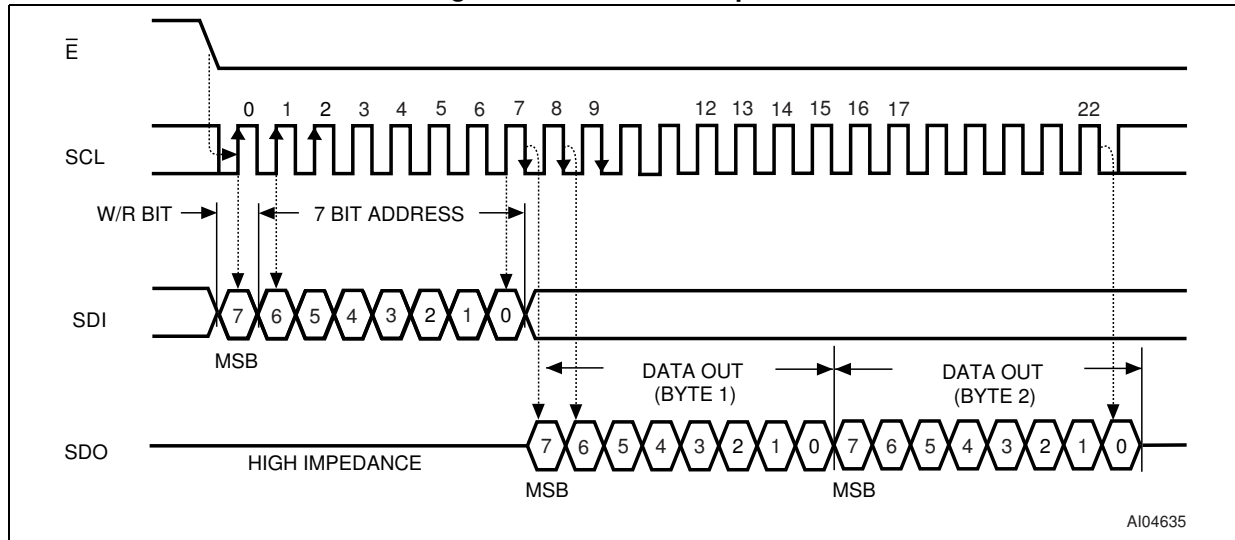 E̅
0 1 2 3 4 5 6 7 8 9 12 13 14 15 16 17 22
SCL
W/R BIT 7 BIT ADDRESS
SDI 7 6 5 4 3 2 1 0
MSB
DATA OUT DATA OUT
(BYTE 1) (BYTE 2)
SDO 7 6 5 4 3 2 1 0 7 6 5 4 3 2 1 0
HIGH IMPEDANCE
MSB MSB
AI04635